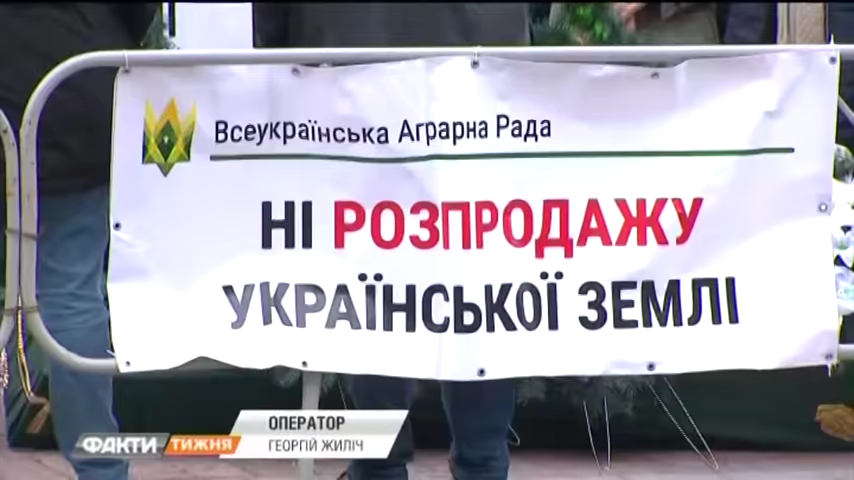 Всеукраїнська Аграрна Рада
НІ РОЗПРОДАЖУ
УКРАЇНСЬКОЇ ЗЕМЛІ
ОПЕРАТОР
ГЕОРГІЙ ЖИЛІЧ
ФАКТИ ТИЖНЯ